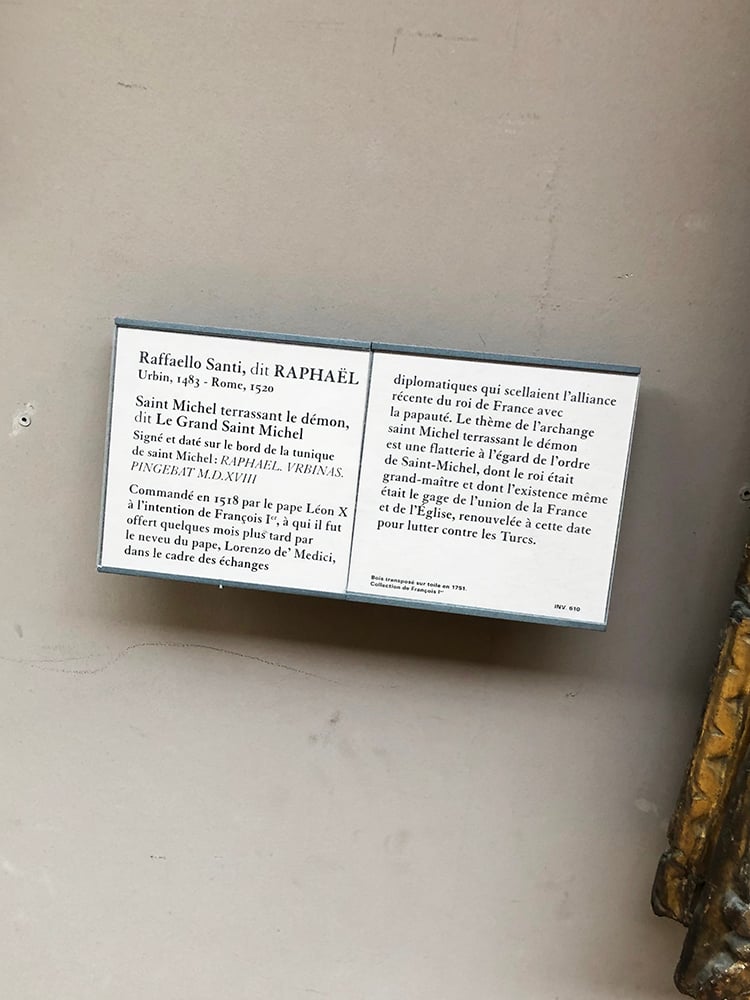 Raffaello Santi, dit RAPHAËL
Urbin, 1483 - Rome, 1520
Saint Michel terrassant le démon,
dit Le Grand Saint Michel
Signé et daté sur le bord de la tunique
de saint Michel : RAPHAEL. VRBINAS.
PINGEBAT M.D.XVIII
Commandé en 1518 par le pape Léon X
à l'intention de François Ier, à qui il fut
offert quelques mois plus tard par
le neveu du pape, Lorenzo de' Medici,
dans le cadre des échanges
diplomatiques qui scellaient l'alliance
récente du roi de France avec
la papauté. Le thème de l'archange
saint Michel terrassant le démon
est une flatterie à l'égard de l'ordre
de Saint-Michel, dont le roi était
grand-maître et dont l'existence même
était le gage de l'union de la France
et de l'Église, renouvelée à cette date
pour lutter contre les Turcs.
Bois transposé sur toile en 1751.
Collection de François Ier
INV. 610